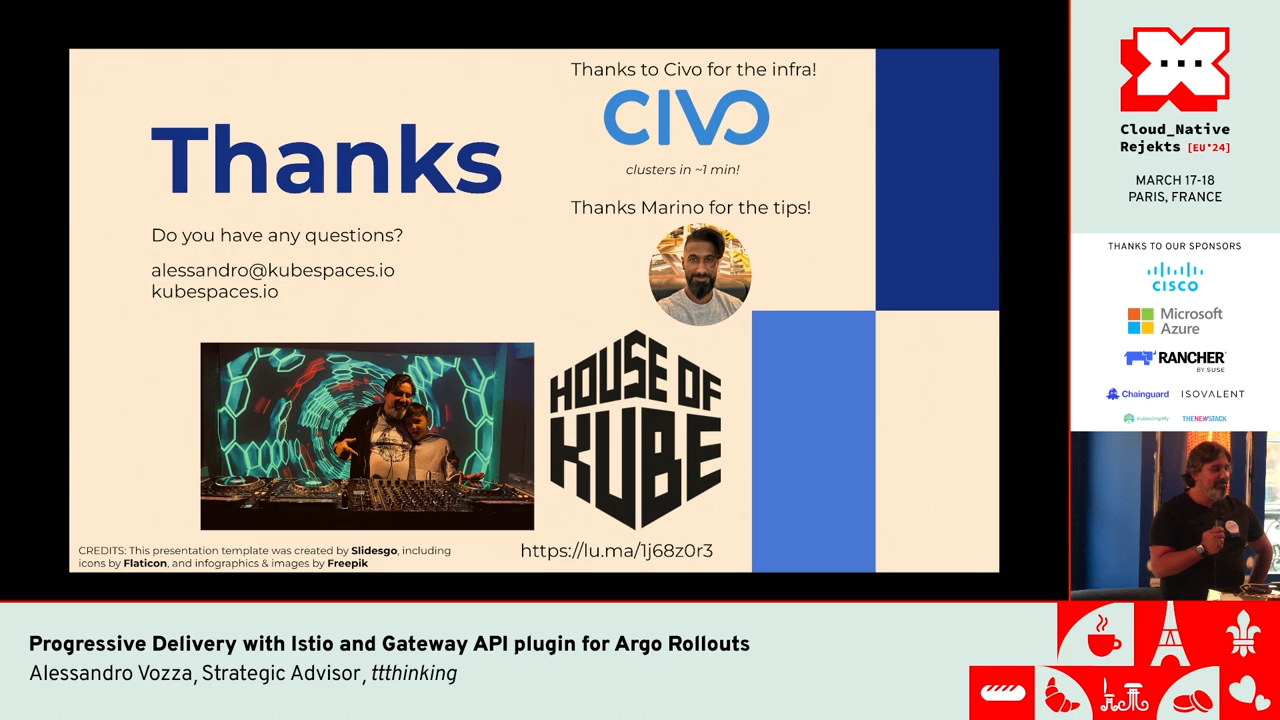 Thanks
Do you have any questions?
alessandro@kubespaces.io
kubespaces.io
Thanks to Civo for the infra!
CIVO
clusters in ~1 min!
Thanks Marino for the tips!
HOUSE OF
KUBE
https://lu.ma/1j68z0r3
CREDITS: This presentation template was created by Slidesgo, including
icons by Flaticon, and infographics & images by Freepik
Cloud_Native
Rejekts [EU'24]
MARCH 17-18
PARIS, FRANCE
THANKS TO OUR SPONSORS
CISCO
Microsoft
Azure
RANCHER
BY SUSE
Chainguard ISOVALENT
kubesimplify THENEWSTACK
Progressive Delivery with Istio and Gateway API plugin for Argo Rollouts
Alessandro Vozza, Strategic Advisor, ttthinking